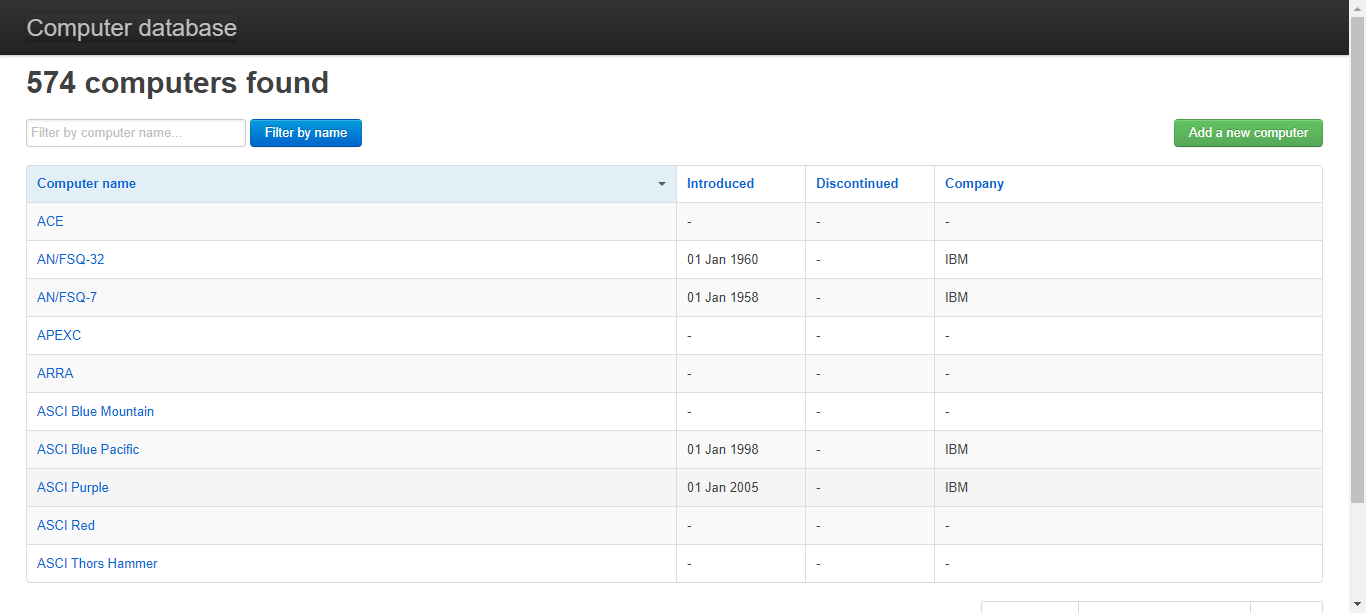 Computer database
574 computers found
Filter by computer name... Filter by name Add a new computer
Computer name Introduced Discontinued Company
ACE - - -
AN/FSQ-32 01 Jan 1960 - IBM
AN/FSQ-7 01 Jan 1958 - IBM
APEXC - - -
ARRA - - -
ASCI Blue Mountain - - -
ASCI Blue Pacific 01 Jan 1998 - IBM
ASCI Purple 01 Jan 2005 - IBM
ASCI Red - - -
ASCI Thors Hammer - - -